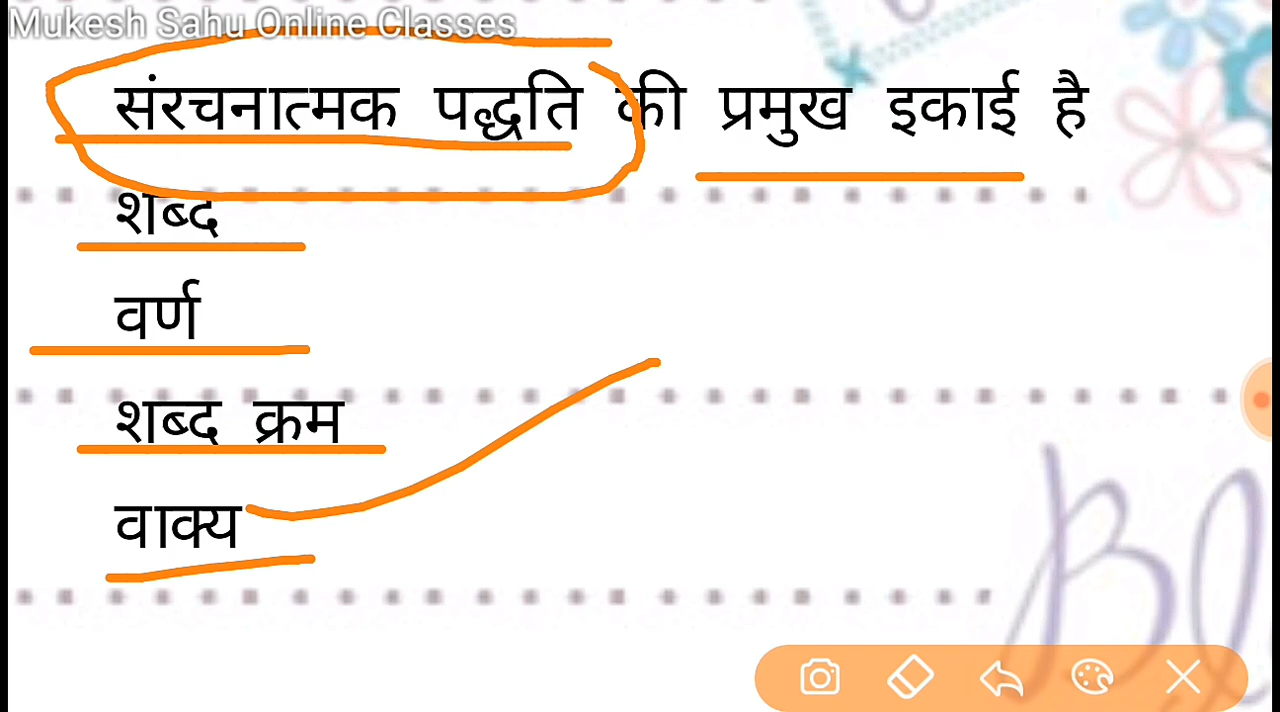 Mukesh Sahu Online Classes
संरचनात्मक पद्धति की प्रमुख इकाई है
शब्द
वर्ण
शब्द क्रम
वाक्य